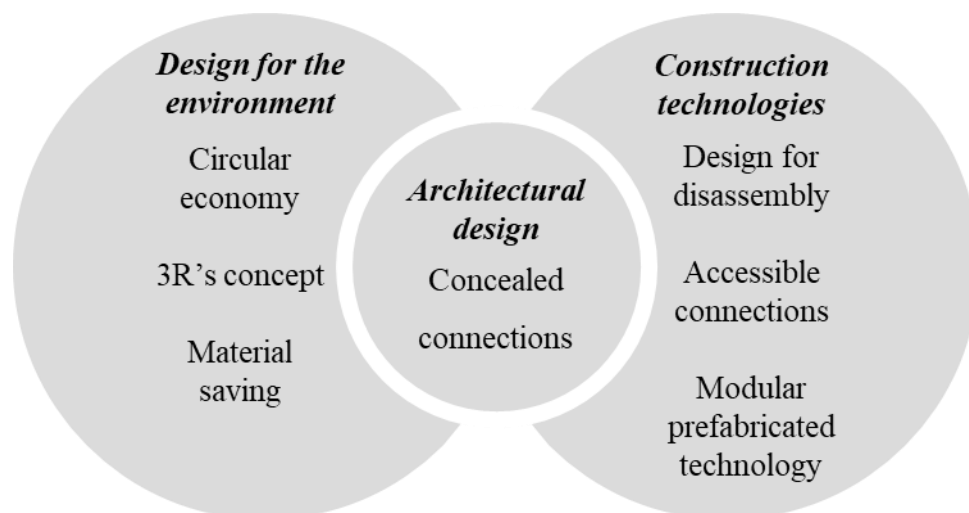 Design for the
environment
Circular
economy
3R’s concept
Material
saving
Architectural
design
Concealed
connections
Construction
technologies
Design for
disassembly
Accessible
connections
Modular
prefabricated
technology